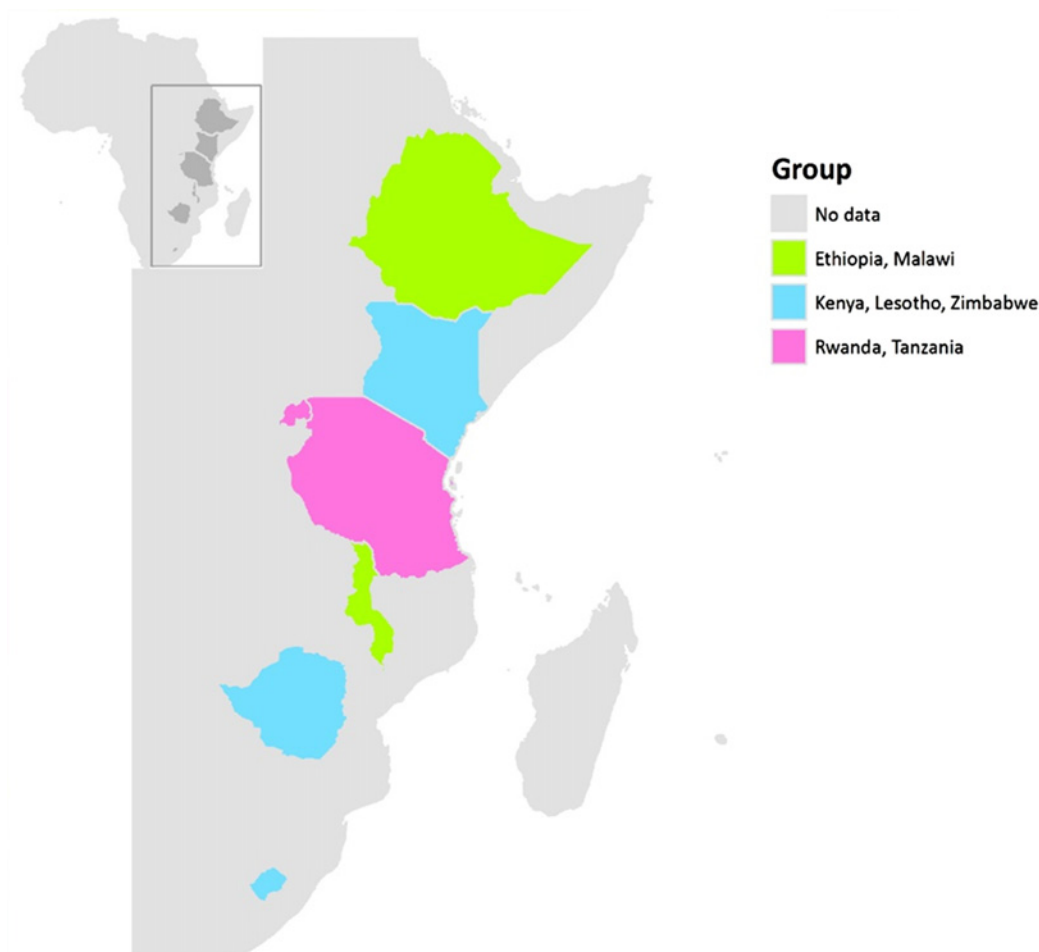 Group
No data
Ethiopia, Malawi
Kenya, Lesotho, Zimbabwe
Rwanda, Tanzania